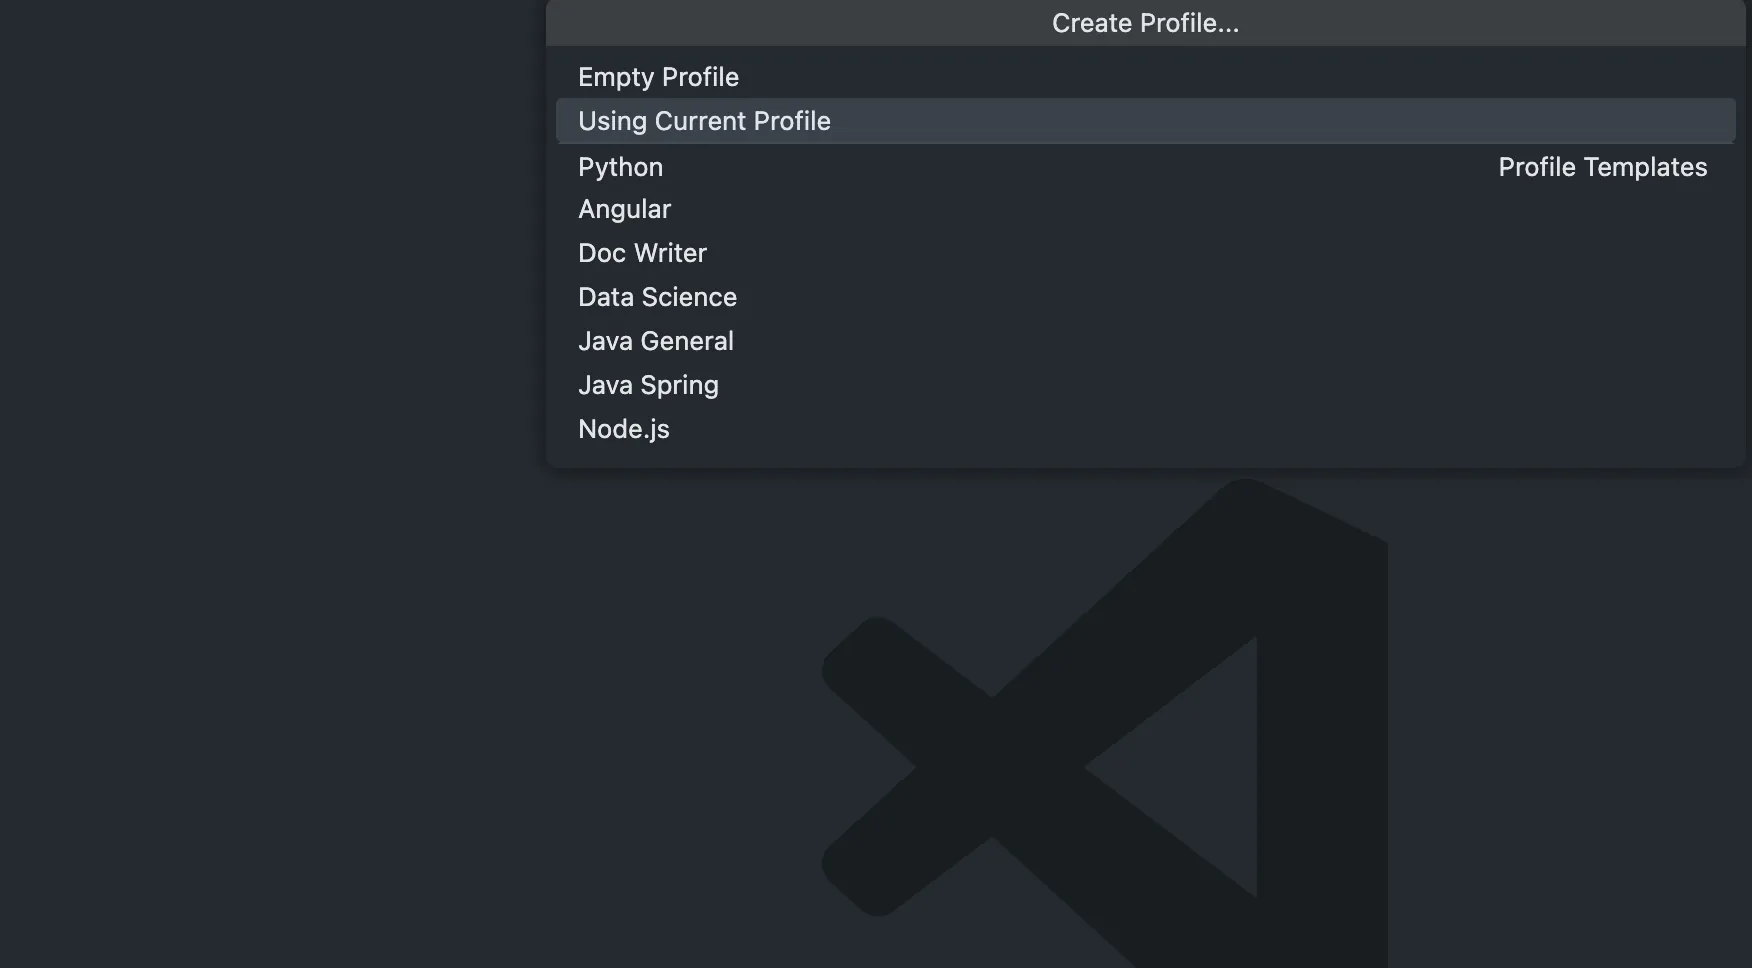 Create Profile...
Empty Profile
Using Current Profile
Python Profile Templates
Angular
Doc Writer
Data Science
Java General
Java Spring
Node.js